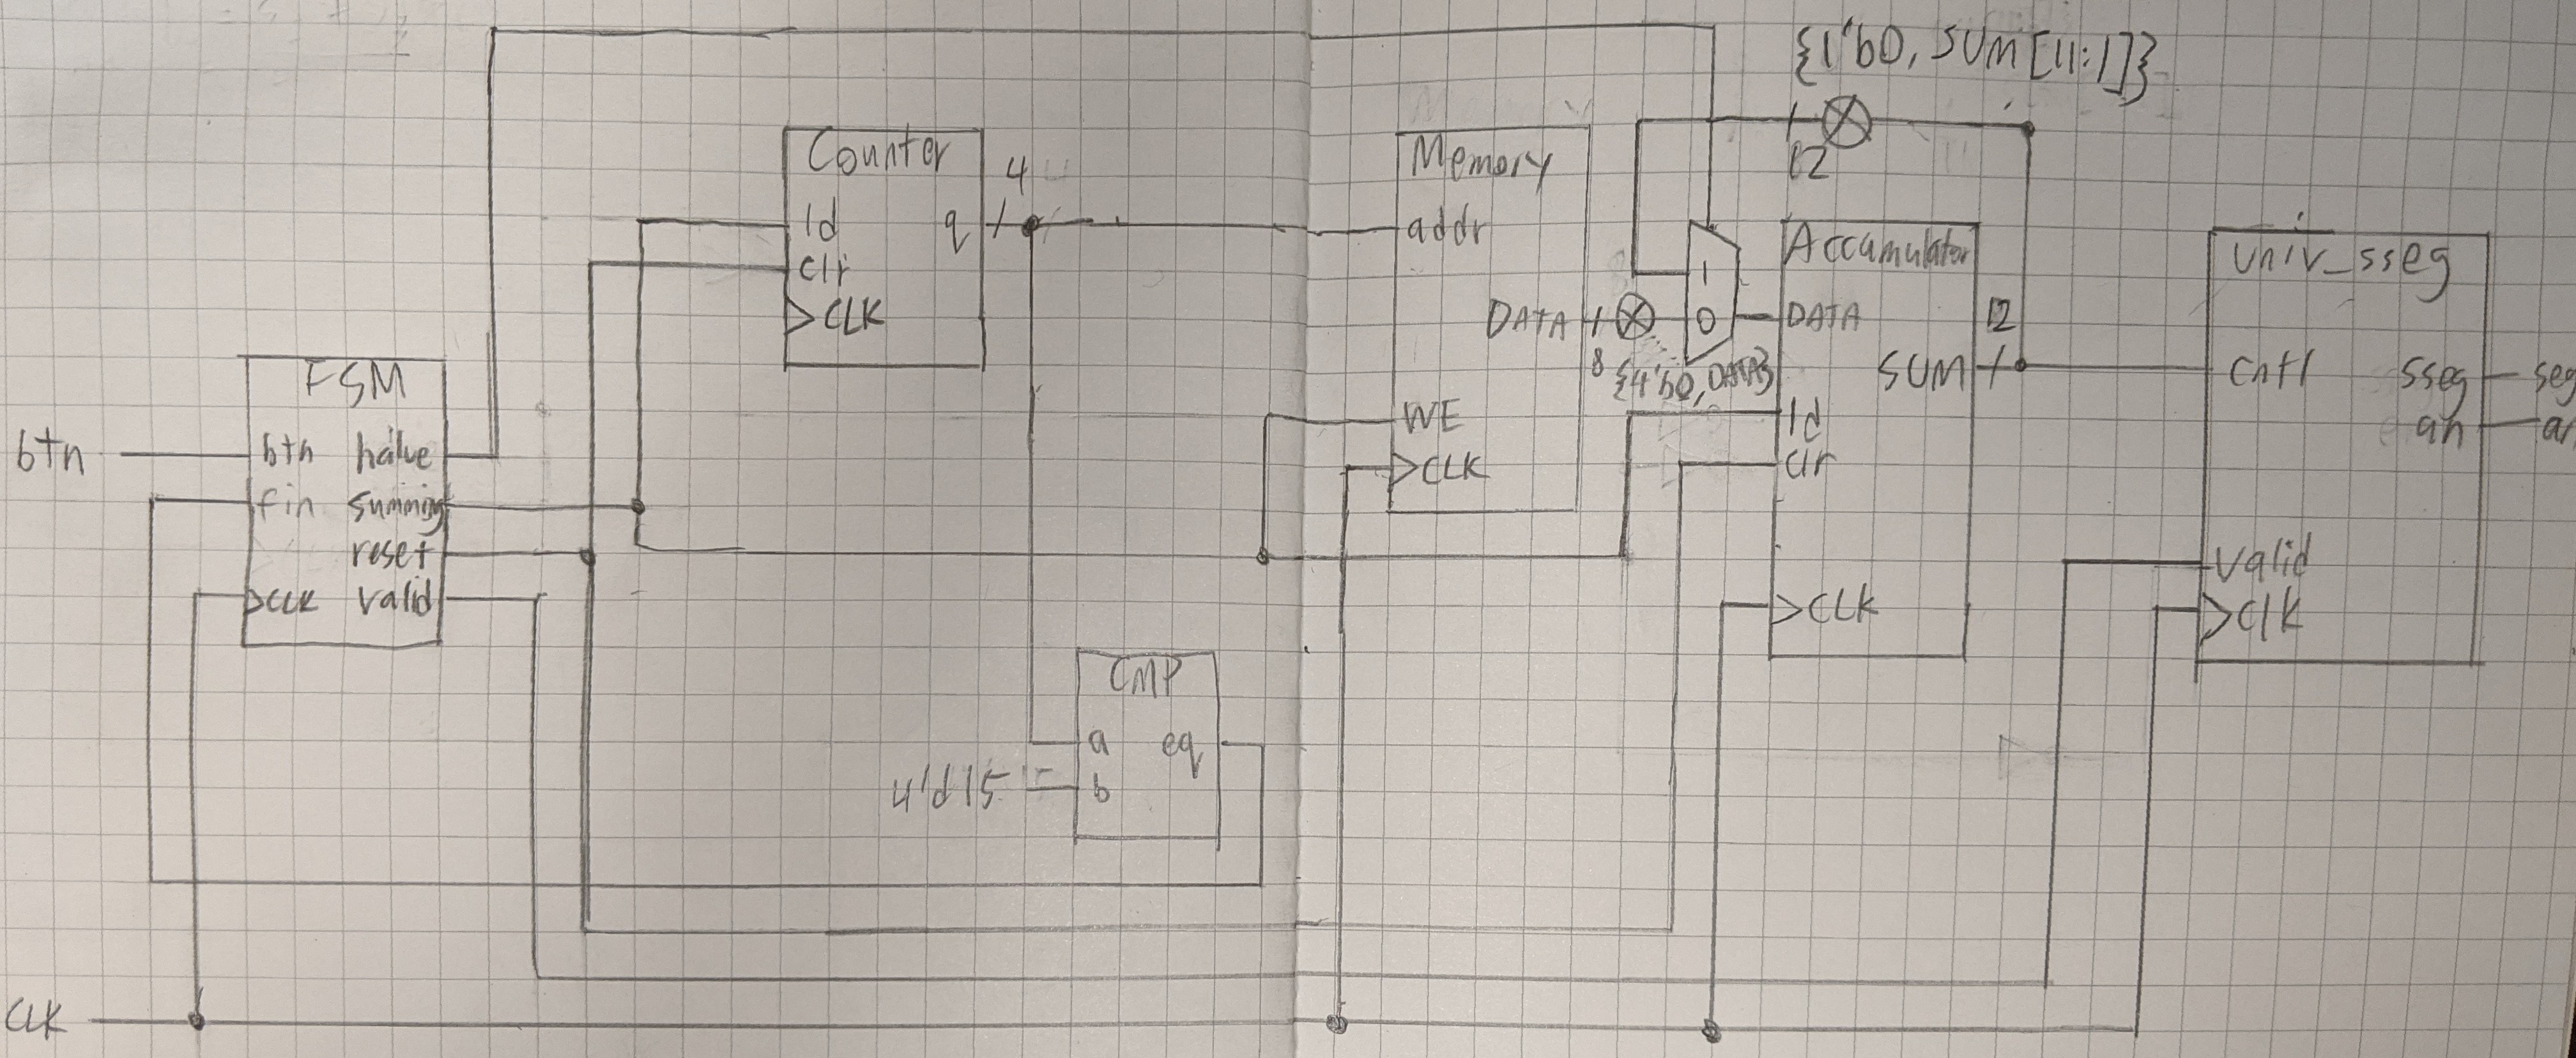 {1'b0, SUM[11:1]}
12
Counter
ld
clr
CLK
q
4
Memory
addr
DATA
8
WE
CLK
{4'b0, DATA}
1
0
Accamulator
DATA
SUM
12
ld
clr
CLK
univ_sseg
cntl
sseg
an
valid
clk
seg
FSM
btn
btn
halve
fin
summing
reset
CLK
valid
CMP
a
eq
4'd15
b
CLK